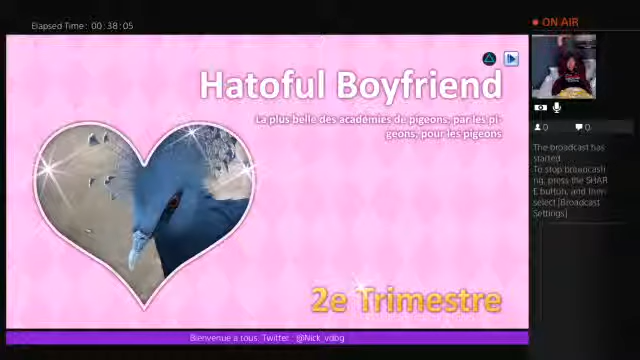 Elapsed Time : 00:38:05
ON AIR
Hatoful Boyfriend
La plus belle des académies de pigeons, par les pi-
geons, pour les pigeons
2e Trimestre
Bienvenue a tous, Twitter : @Nick_vdbg
0
0
The broadcast has
started.
To stop broadcasti
ng, press the SHAR
E button, and then
select [Broadcast
Settings]